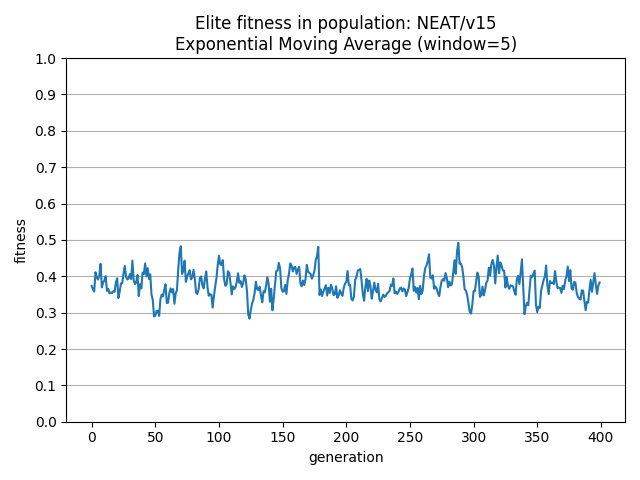 Elite fitness in population: NEAT/v15
Exponential Moving Average (window=5)
1.0
0.9
0.8
0.7
0.6
0.5
0.4
0.3
0.2
0.1
0.0
fitness
0 50 100 150 200 250 300 350 400
generation